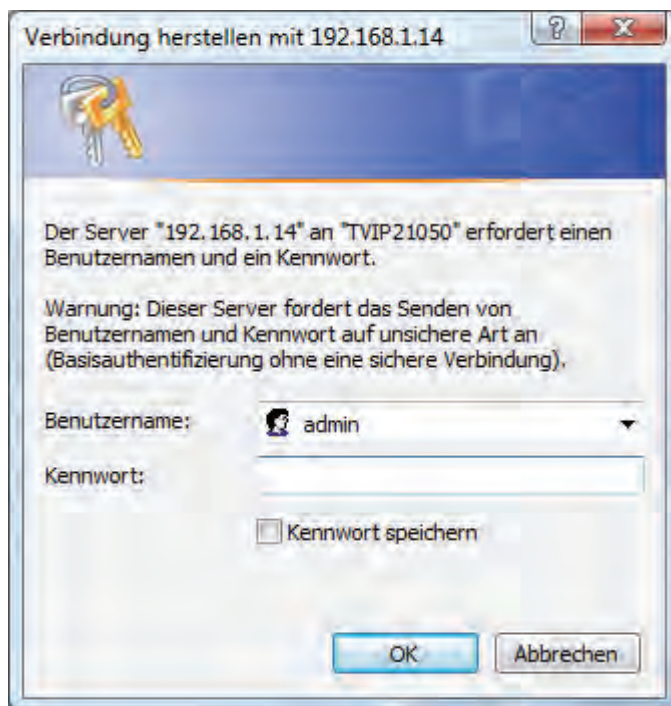 Verbindung herstellen mit 192.168.1.14
Der Server "192.168.1.14" an "TVIP21050" erfordert einen
Benutzernamen und ein Kennwort.
Warnung: Dieser Server fordert das Senden von
Benutzernamen und Kennwort auf unsichere Art an
(Basisauthentifizierung ohne eine sichere Verbindung).
Benutzername:
admin
Kennwort:
Kennwort speichern
OK
Abbrechen